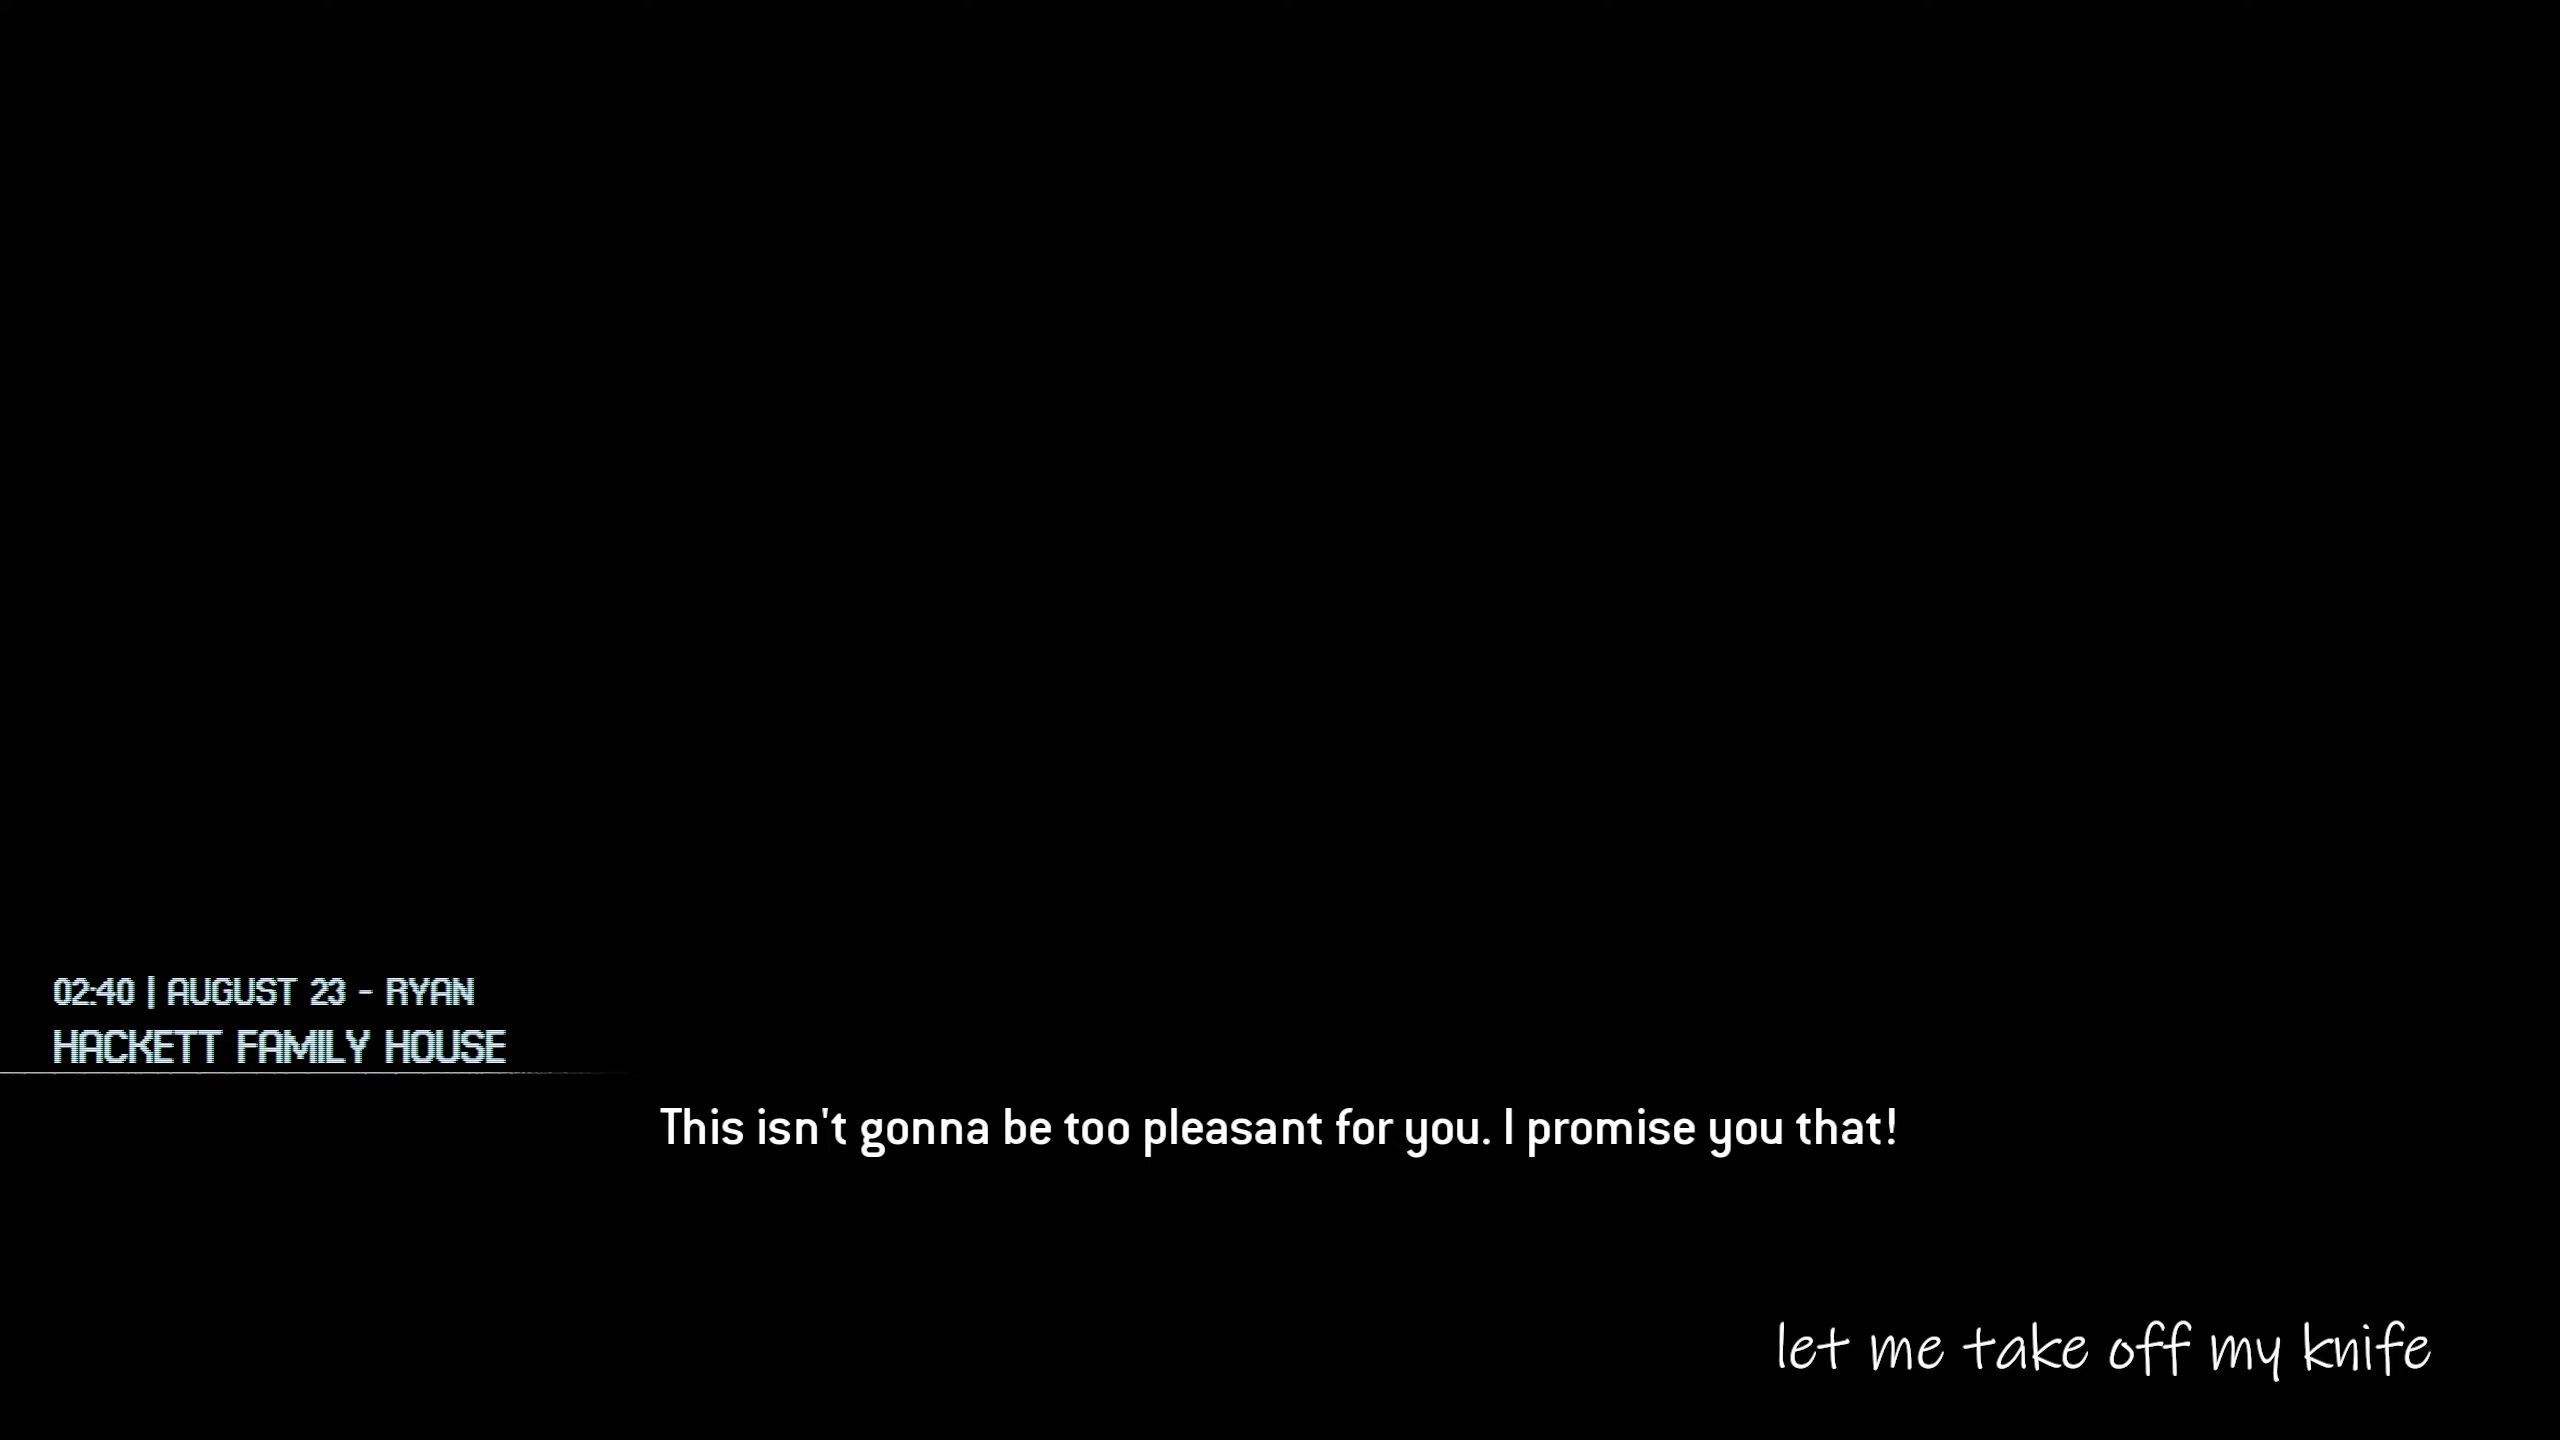 02:40 | AUGUST 23 - RYAN
HACKETT FAMILY HOUSE
This isn't gonna be too pleasant for you. I promise you that!
let me take off my knife